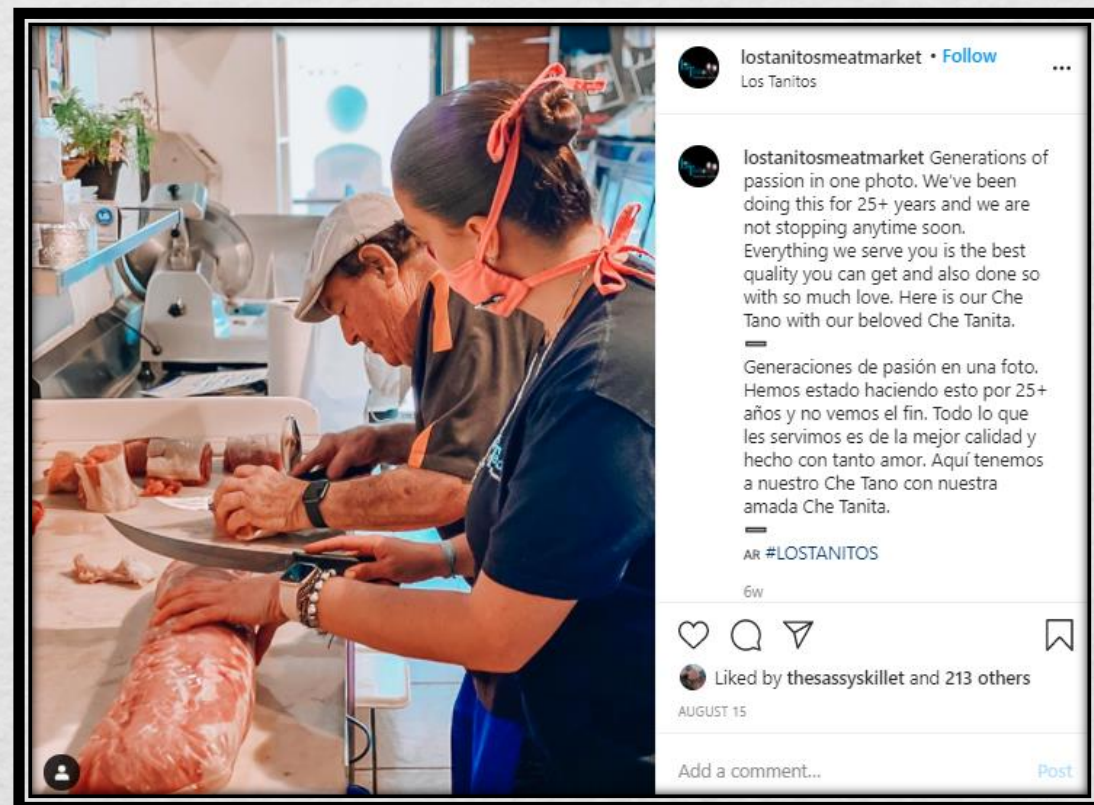 lostanitosmeatmarket • Follow
Los Tanitos
lostanitosmeatmarket Generations of
passion in one photo. We've been
doing this for 25+ years and we are
not stopping anytime soon.
Everything we serve you is the best
quality you can get and also done so
with so much love. Here is our Che
Tano with our beloved Che Tanita.
Generaciones de pasión en una foto.
Hemos estado haciendo esto por 25+
años y no vemos el fin. Todo lo que
les servimos es de la mejor calidad y
hecho con tanto amor. Aquí tenemos
a nuestro Che Tano con nuestra
amada Che Tanita.
AR #LOSTANITOS
6w
Liked by thesassyskillet and 213 others
AUGUST 15
Add a comment...
Post